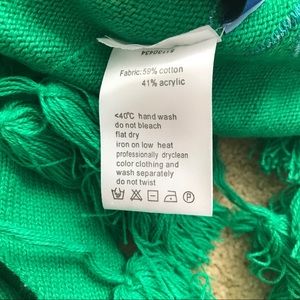 Fabric:59% cotton
41% acrylic
<40°C hand wash
do not bleach
flat dry
iron on low heat
professionally dryclean
color clothing and
wash separately
do not twist
P